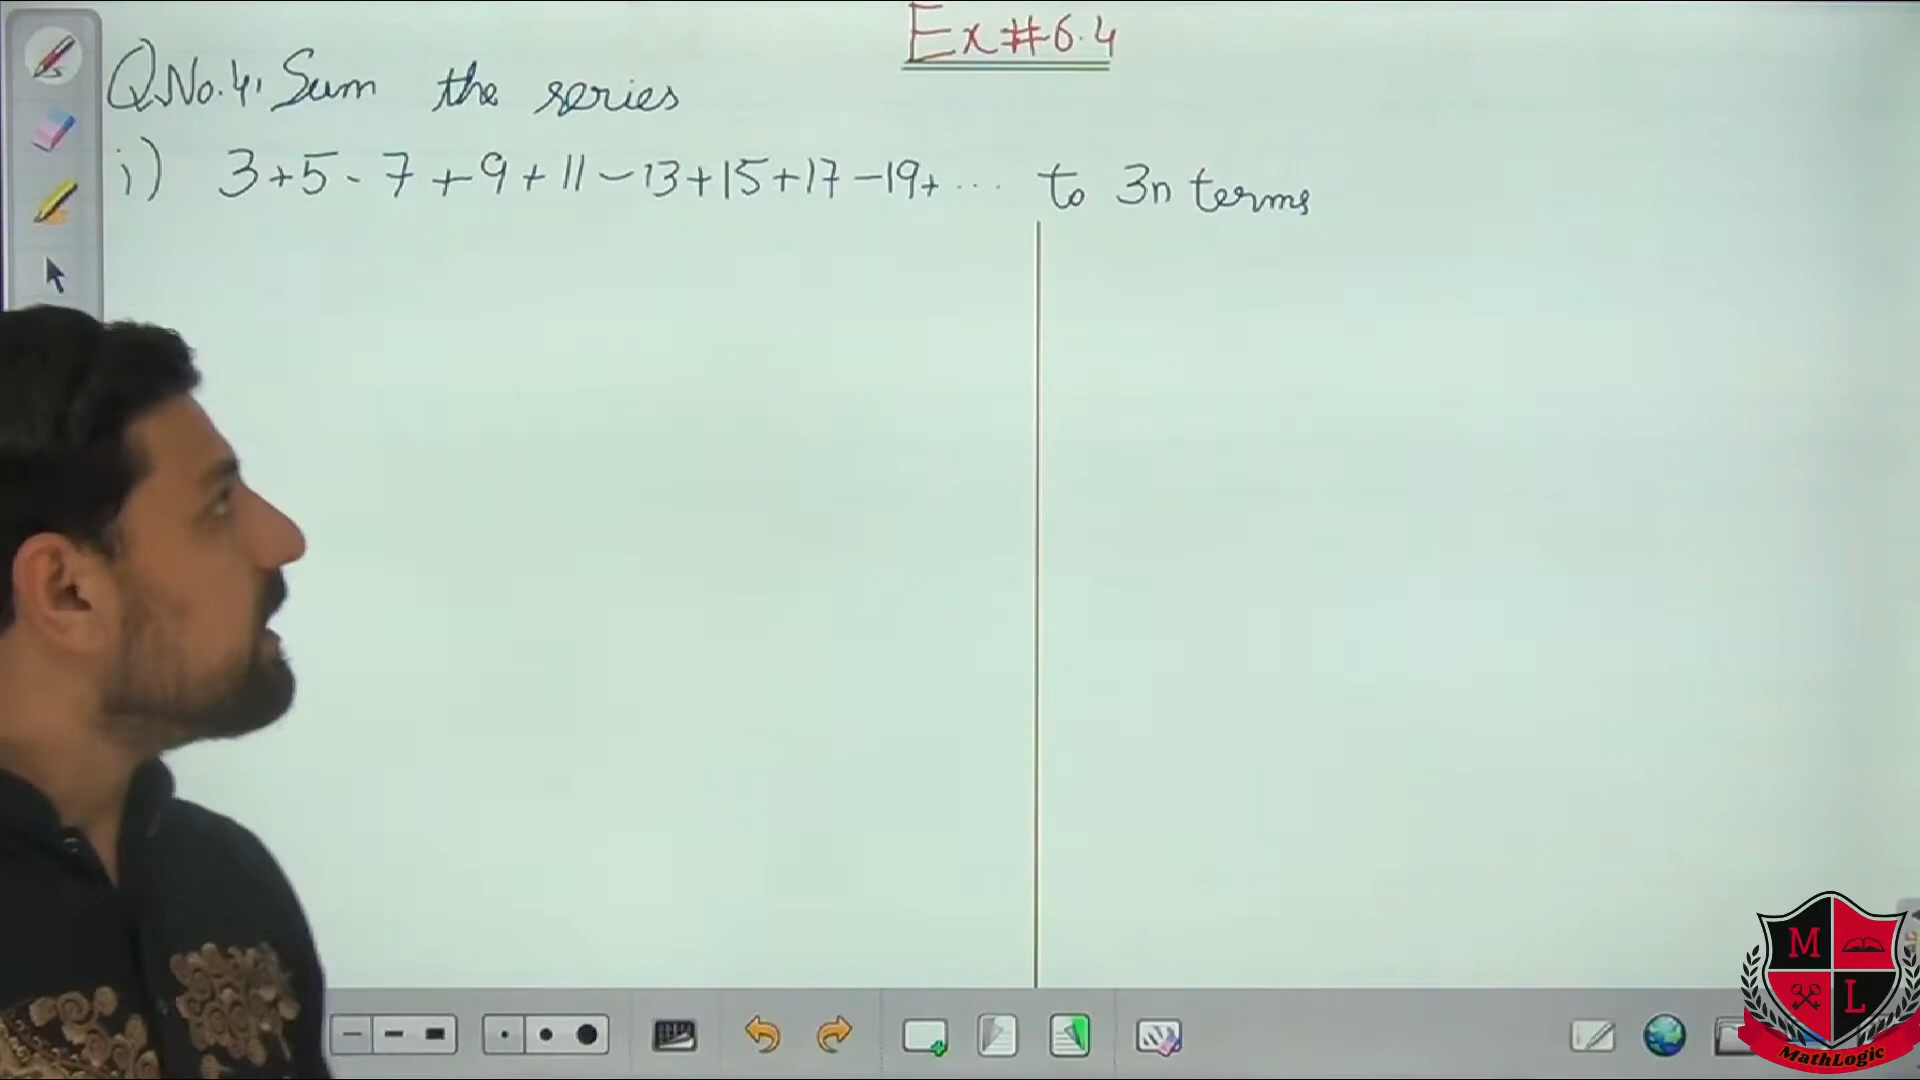 Ex#6.4
Q.No.4. Sum the series
i) 3+5-7+9+11-13+15+17-19+... to 3n terms
M
L
MathLogic